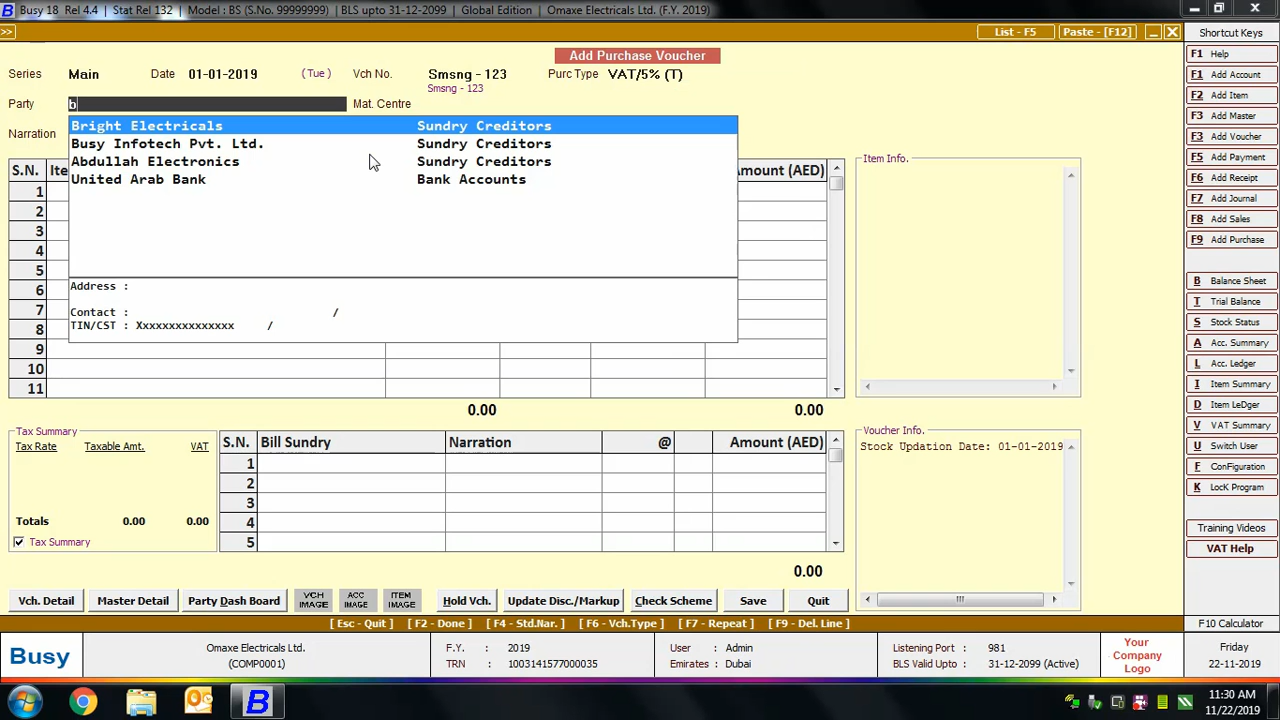 Busy 18 Rel 4.4 | Stat Rel 132 | Model : BS (S.No. 99999999) | BLS upto 31-12-2099 | Global Edition | Omaxe Electricals Ltd. (F.Y. 2019)
>> List - F5 Paste - [F12]
Shortcut Keys
Add Purchase Voucher
F1 Help
Series Main Date 01-01-2019 (Tue) Vch No. Smsng - 123 Purc Type VAT/5% (T)
F1 Add Account
Smsng - 123
F2 Add Item
Party b Mat. Centre
F3 Add Master
Bright Electricals Sundry Creditors
Narration
F3 Add Voucher
Busy Infotech Pvt. Ltd. Sundry Creditors
F5 Add Payment
Abdullah Electronics Sundry Creditors
Item Info.
S.N. Ite mount (AED)
F6 Add Receipt
United Arab Bank Bank Accounts
1
F7 Add Journal
2
F8 Add Sales
3
F9 Add Purchase
4
5
B Balance Sheet
Address :
6
T Trial Balance
7
Contact : /
S Stock Status
TIN/CST : Xxxxxxxxxxxxxxx /
8
A Acc. Summary
9
L Acc. Ledger
10
I Item Summary
11
D Item LeDger
0.00 0.00
V VAT Summary
Tax Summary
Voucher Info.
Tax Rate Taxable Amt. VAT
S.N. Bill Sundry Narration @ Amount (AED)
Stock Updation Date: 01-01-2019
U Switch User
1
F ConFiguration
2
K LocK Program
3
Totals 0.00 0.00
4
Training Videos
Tax Summary
5
VAT Help
0.00
Vch. Detail Master Detail Party Dash Board VCH IMAGE ACC IMAGE ITEM IMAGE Hold Vch. Update Disc./Markup Check Scheme Save Quit
[ Esc - Quit ] [ F2 - Done ] [ F4 - Std.Nar. ] [ F6 - Vch.Type ] [ F7 - Repeat ] [ F9 - Del. Line ]
F10 Calculator
Busy
Omaxe Electricals Ltd.
(COMP0001)
F.Y. : 2019
TRN : 1003141577000035
User : Admin
Emirates : Dubai
Listening Port : 981
BLS Valid Upto : 31-12-2099 (Active)
Your
Company
Logo
Friday
22-11-2019
B
11:30 AM
11/22/2019